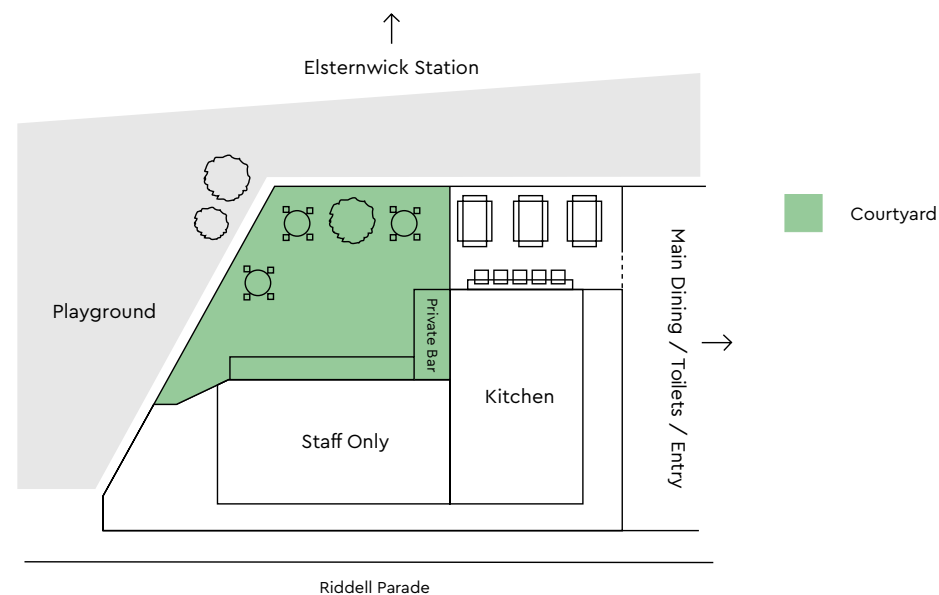 Elsternwick Station
Courtyard
Playground
Private Bar
Main Dining / Toilets / Entry
Kitchen
Staff Only
Riddell Parade